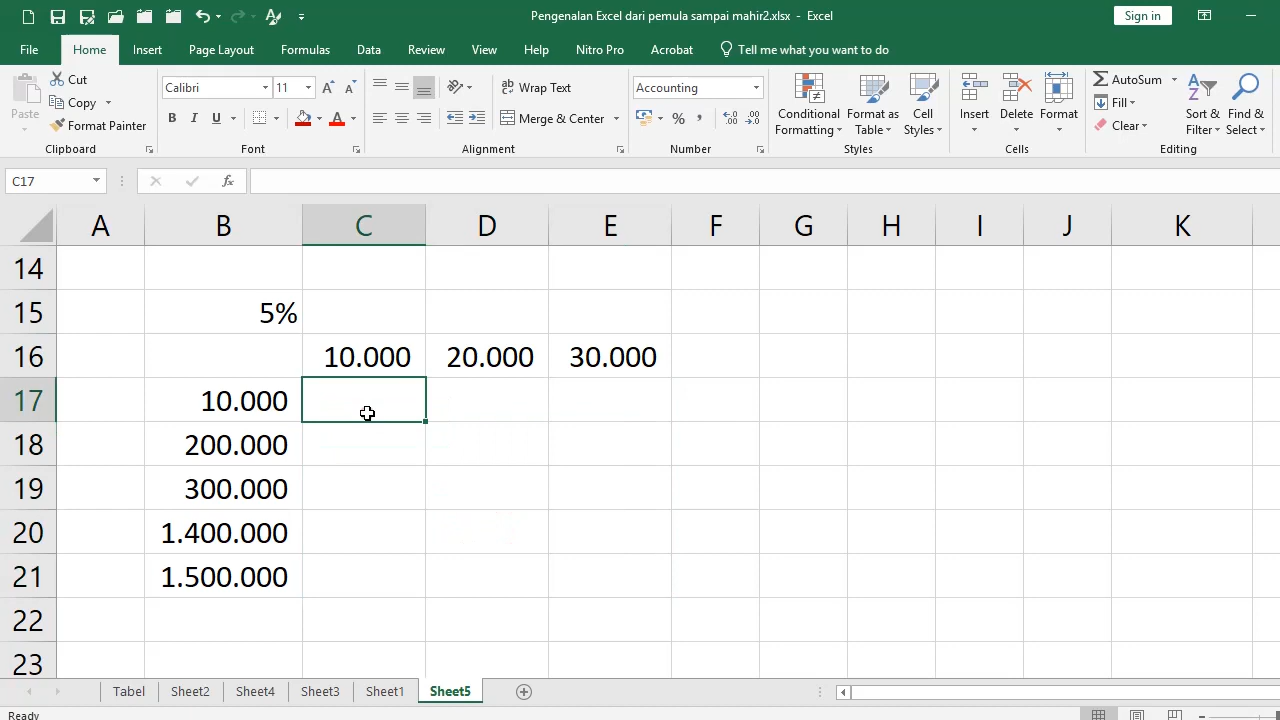 Pengenalan Excel dari pemula sampai mahir2.xlsx - Excel
Sign in
File Home Insert Page Layout Formulas Data Review View Help Nitro Pro Acrobat Tell me what you want to do
Paste
Cut
Copy
Format Painter
Clipboard
Calibri 11
B I U
Font
Wrap Text
Merge & Center
Alignment
Accounting
%
Number
Conditional Formatting
Format as Table
Cell Styles
Styles
Insert Delete Format
Cells
AutoSum
Fill
Clear
Sort & Filter
Find & Select
Editing
C17 fx
A B C D E F G H I J K
14
15 5%
16 10.000 20.000 30.000
17 10.000
18 200.000
19 300.000
20 1.400.000
21 1.500.000
22
23
Tabel Sheet2 Sheet4 Sheet3 Sheet1 Sheet5
Ready